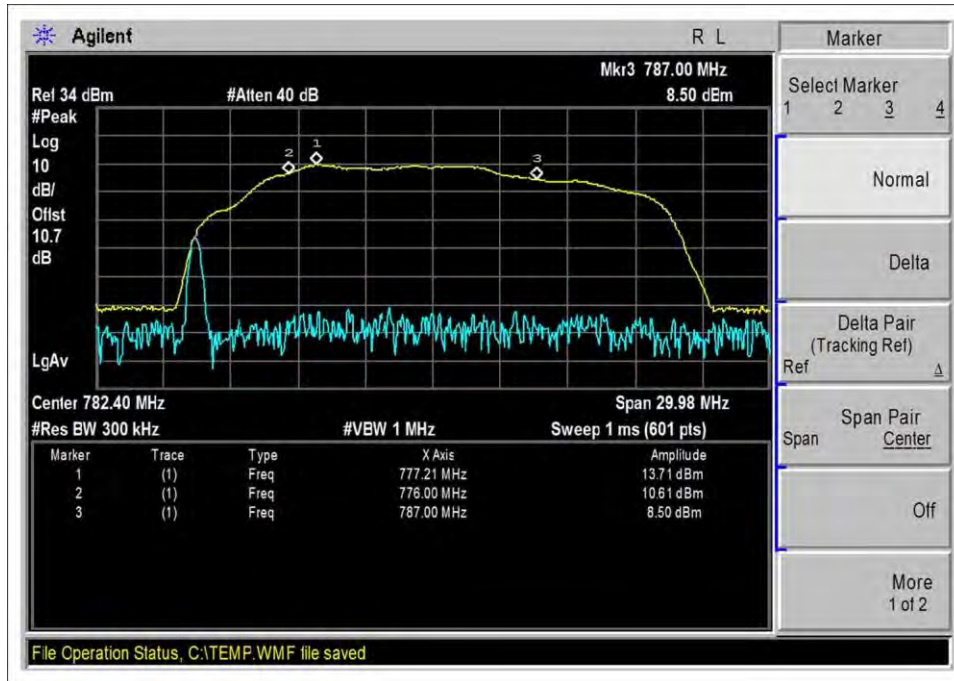 Agilent R L
Mkr3 787.00 MHz
Ref 34 dBm #Atten 40 dB 8.50 dBm
#Peak
Log
10
dB/
Offst
10.7
dB
LgAv
1
2
3
Center 782.40 MHz Span 29.98 MHz
#Res BW 300 kHz #VBW 1 MHz Sweep 1 ms (601 pts)
Marker Trace Type X Axis Amplitude
1 (1) Freq 777.21 MHz 13.71 dBm
2 (1) Freq 776.00 MHz 10.61 dBm
3 (1) Freq 787.00 MHz 8.50 dBm
File Operation Status, C:\TEMP.WMF file saved
Marker
Select Marker
1 2 3 4
Normal
Delta
Delta Pair
(Tracking Ref)
Ref Δ
Span Pair
Span Center
Off
More
1 of 2